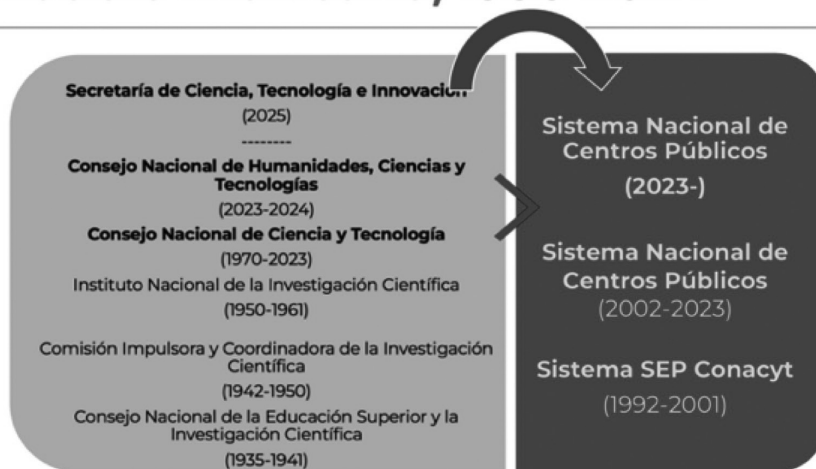 Secretaría de Ciencia, Tecnología e Innovación
(2025)
--------
Consejo Nacional de Humanidades, Ciencias y
Tecnologías
(2023-2024)
Consejo Nacional de Ciencia y Tecnología
(1970-2023)
Instituto Nacional de la Investigación Científica
(1950-1961)
Comisión Impulsora y Coordinadora de la Investigación
Científica
(1942-1950)
Consejo Nacional de la Educación Superior y la
Investigación Científica
(1935-1941)
Sistema Nacional de
Centros Públicos
(2023-)
Sistema Nacional de
Centros Públicos
(2002-2023)
Sistema SEP Conacyt
(1992-2001)